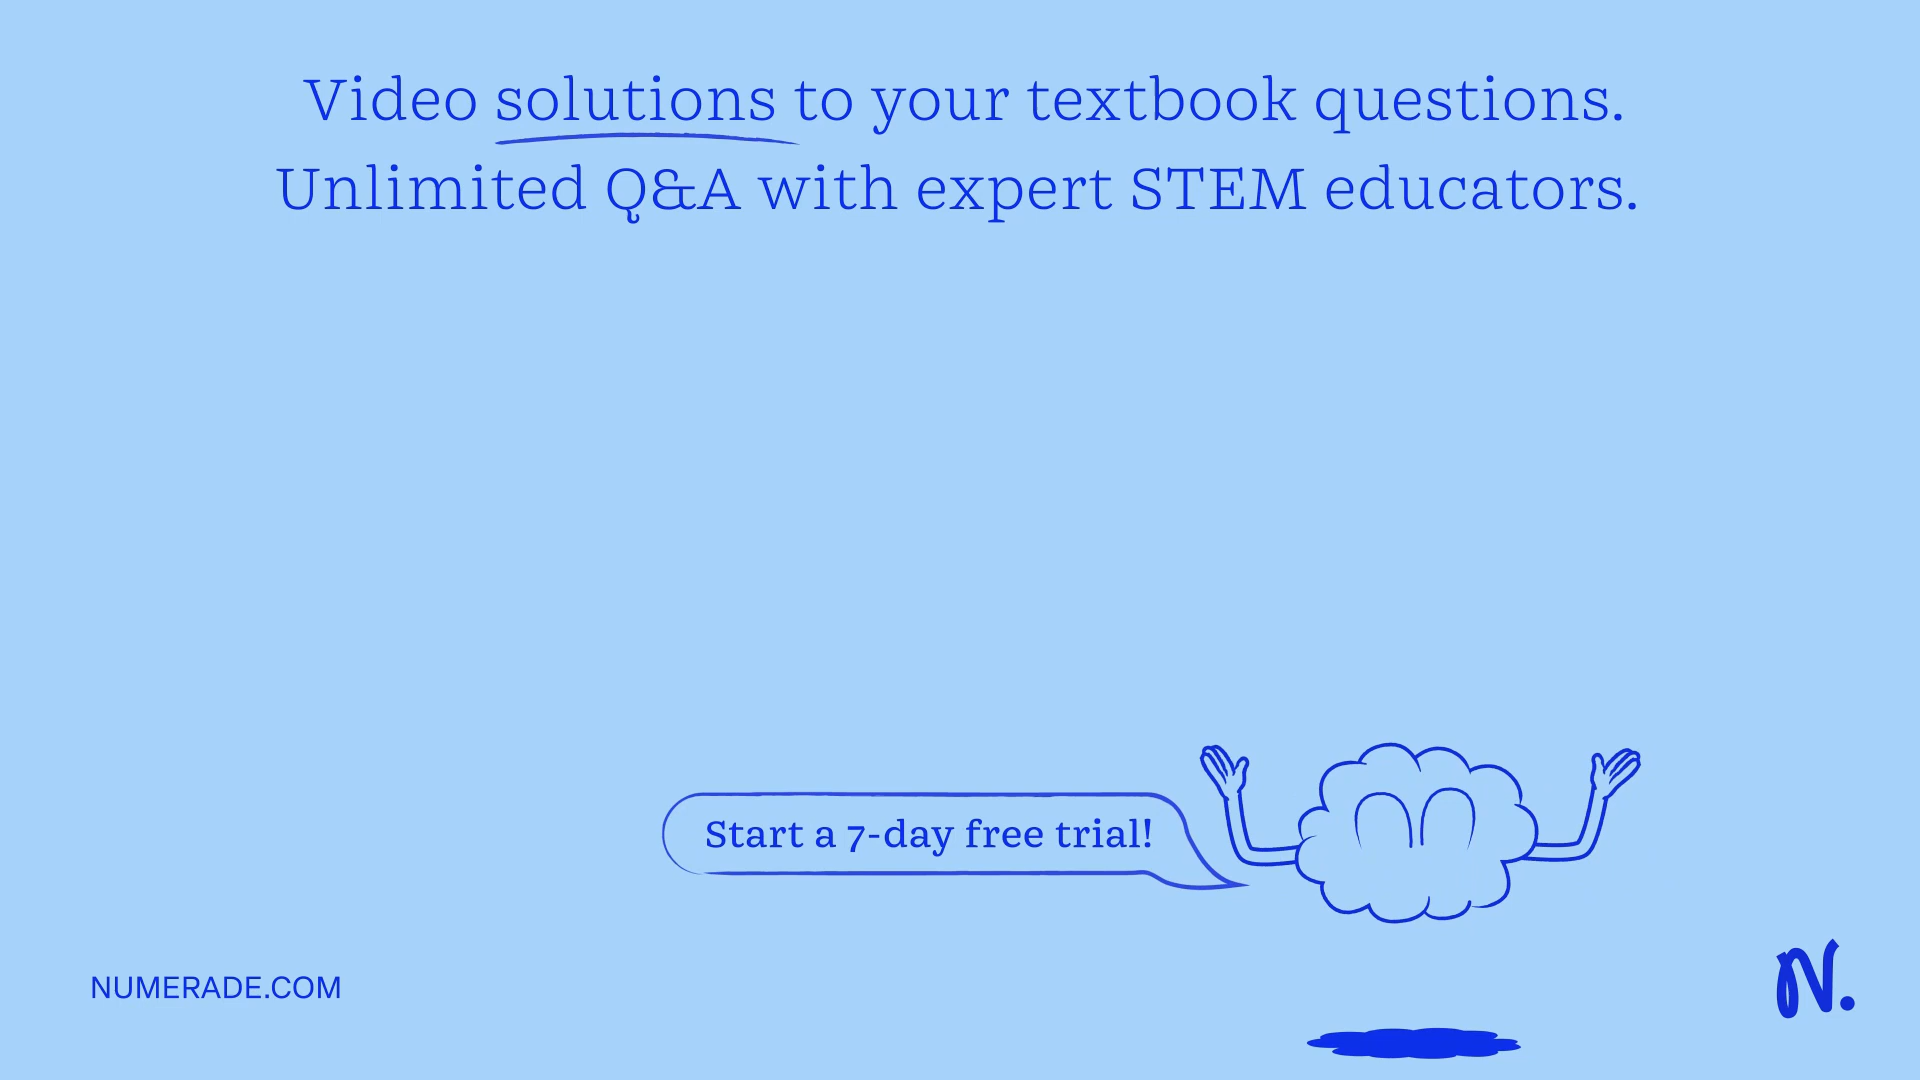 Video solutions to your textbook questions.
Unlimited Q&A with expert STEM educators.
Start a 7-day free trial!
NUMERADE.COM
N.